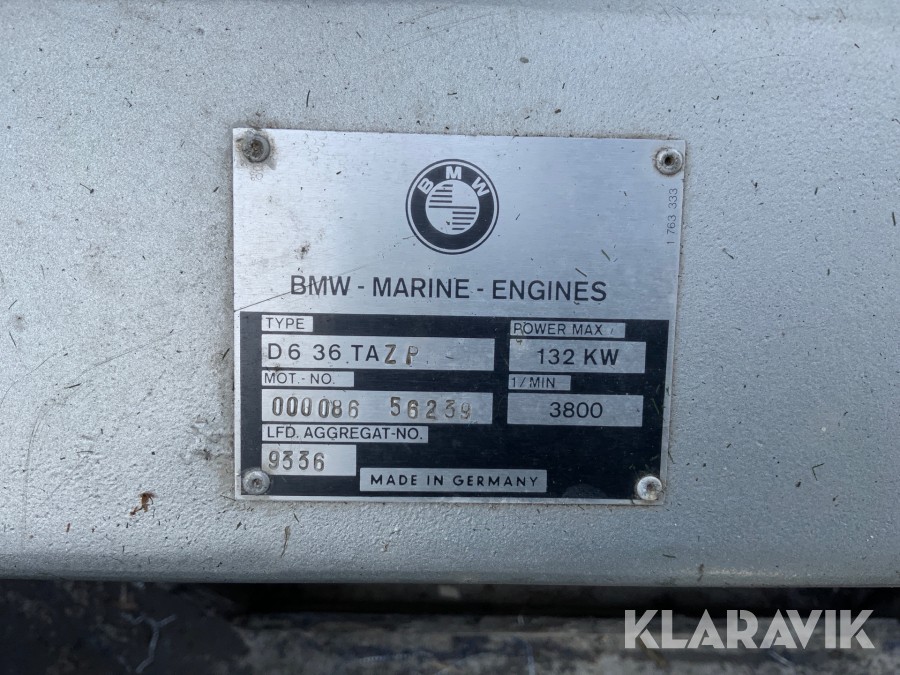 BMW
1 763 333
BMW - MARINE - ENGINES
TYPE
POWER MAX
D 6 36 TAZP
132 KW
MOT.-NO.
1/MIN
000086 56239
3800
LFD. AGGREGAT-NO.
9336
MADE IN GERMANY
KLARAVIK